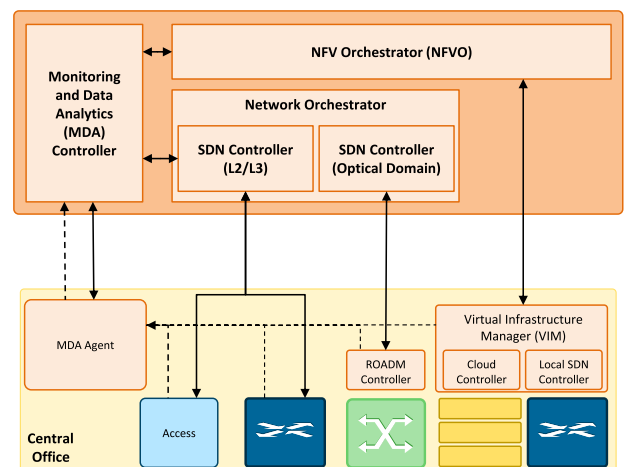 Monitoring
and Data
Analytics
(MDA)
Controller
NFV Orchestrator (NFVO)
Network Orchestrator
SDN Controller
(L2/L3)
SDN Controller
(Optical Domain)
MDA Agent
Virtual Infrastructure
Manager (VIM)
ROADM
Controller
Cloud
Controller
Local SDN
Controller
Access
Central
Office